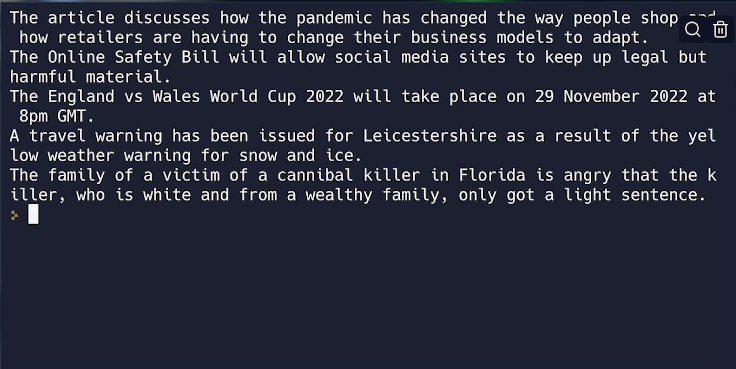 The article discusses how the pandemic has changed the way people shop and
how retailers are having to change their business models to adapt.
The Online Safety Bill will allow social media sites to keep up legal but
harmful material.
The England vs Wales World Cup 2022 will take place on 29 November 2022 at
8pm GMT.
A travel warning has been issued for Leicestershire as a result of the yel
low weather warning for snow and ice.
The family of a victim of a cannibal killer in Florida is angry that the k
iller, who is white and from a wealthy family, only got a light sentence.